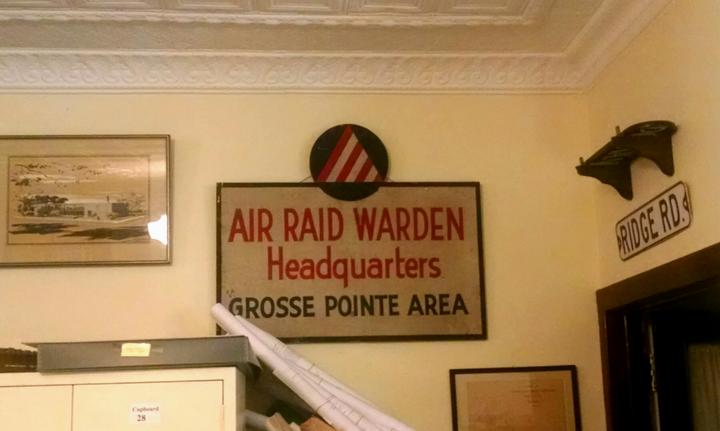 AIR RAID WARDEN
Headquarters
GROSSE POINTE AREA
RIDGE RD.
Cupboard
28